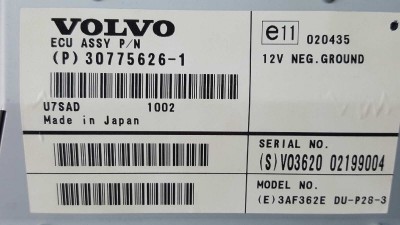 VOLVO
ECU ASSY P/N
(P) 30775626-1
U7SAD 1002
Made in Japan
e11 020435
12V NEG.GROUND
SERIAL NO.
(S)VO3620 02199004
MODEL NO.
(E)3AF362E DU-P28-3